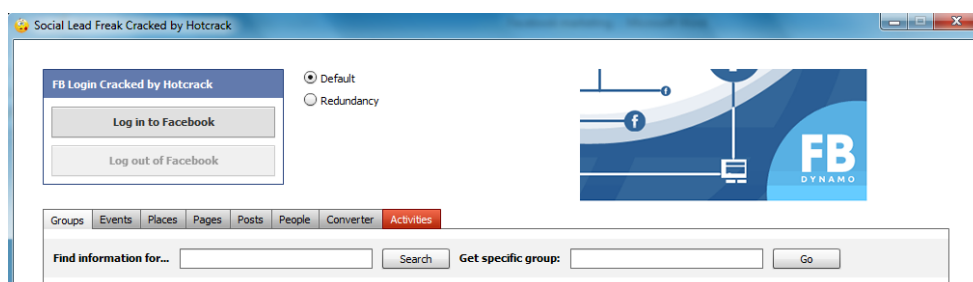 Social Lead Freak Cracked by Hotcrack
FB Login Cracked by Hotcrack
Log in to Facebook
Log out of Facebook
Default
Redundancy
FB
DYNAMO
Groups Events Places Pages Posts People Converter Activities
Find information for... Search Get specific group: Go